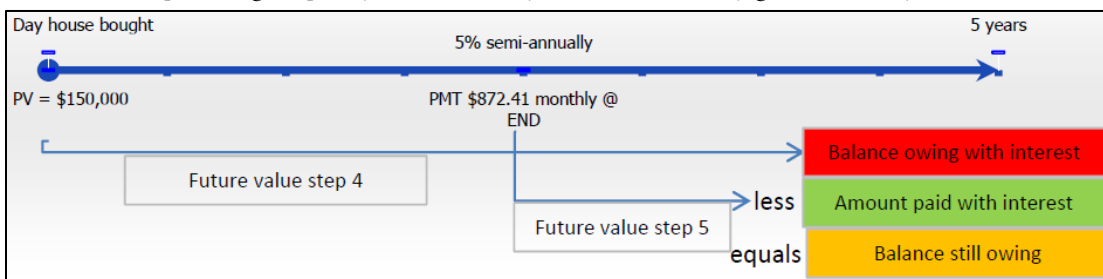 Day house bought
5 years
5% semi-annually
PV = $150,000
PMT $872.41 monthly @
END
Balance owing with interest
Future value step 4
less
Amount paid with interest
Future value step 5
equals
Balance still owing